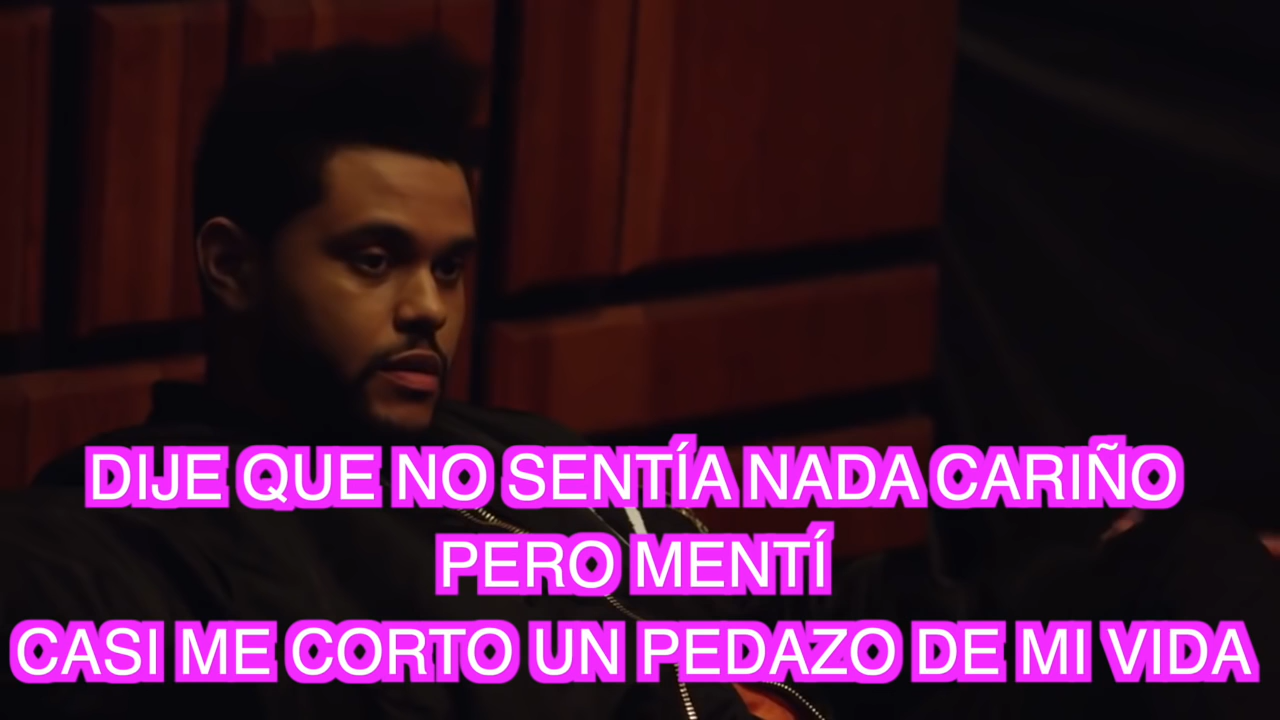 DIJE QUE NO SENTÍA NADA CARIÑO
PERO MENTÍ
CASI ME CORTO UN PEDAZO DE MI VIDA